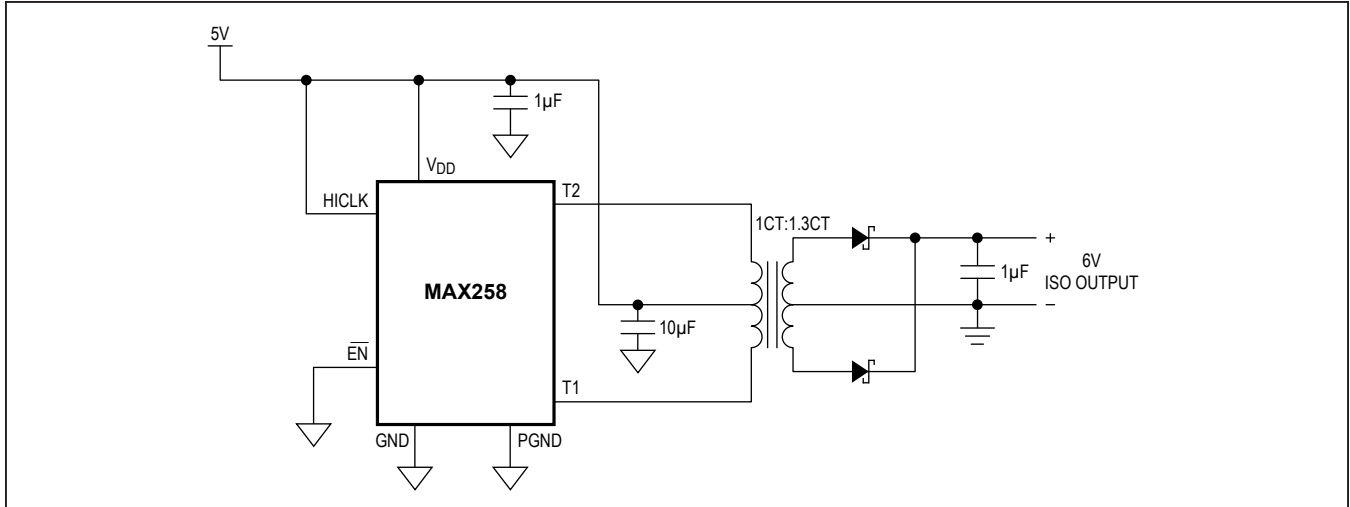 5V
1µF
VDD
HICLK
T2
1CT:1.3CT
+
MAX258
1µF
6V
ISO OUTPUT
10µF
−
EN
T1
GND
PGND